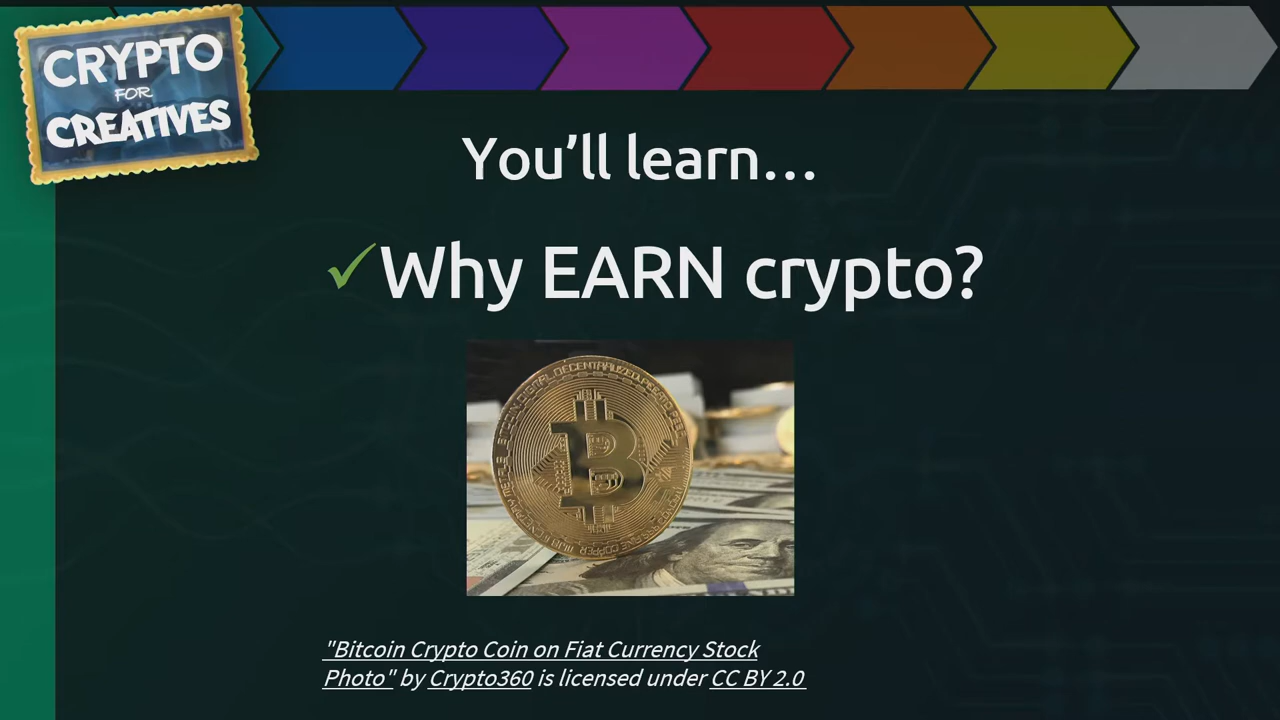 CRYPTO
FOR
CREATIVES
You’ll learn…
✓Why EARN crypto?
B
"Bitcoin Crypto Coin on Fiat Currency Stock
Photo" by Crypto360 is licensed under CC BY 2.0